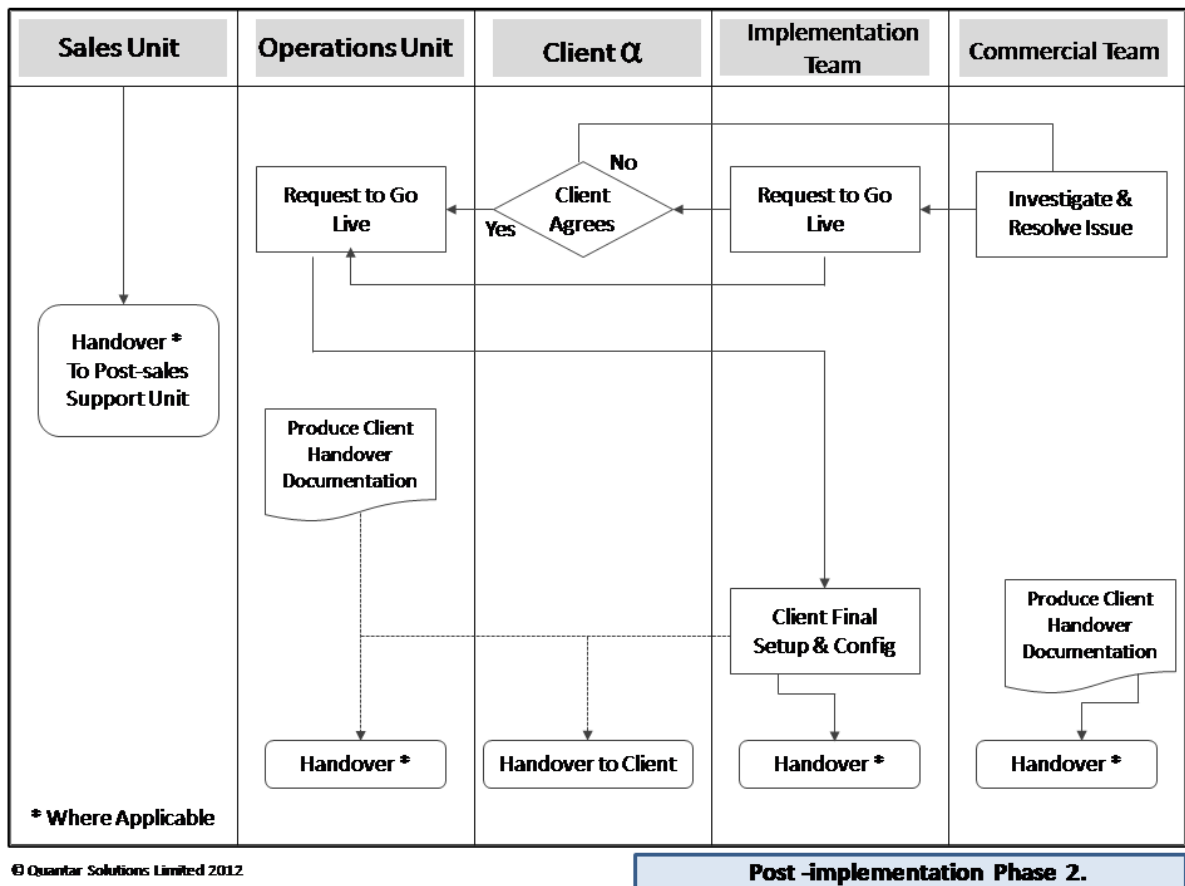 Sales Unit
Operations Unit
Client α
Implementation
Team
Commercial Team
No
Request to Go
Live
Yes
Client
Agrees
Request to Go
Live
Investigate &
Resolve Issue
Handover *
To Post-sales
Support Unit
Produce Client
Handover
Documentation
Client Final
Setup & Config
Produce Client
Handover
Documentation
Handover *
Handover to Client
Handover *
Handover *
* Where Applicable
© Quantar Solutions Limited 2012
Post -implementation Phase 2.